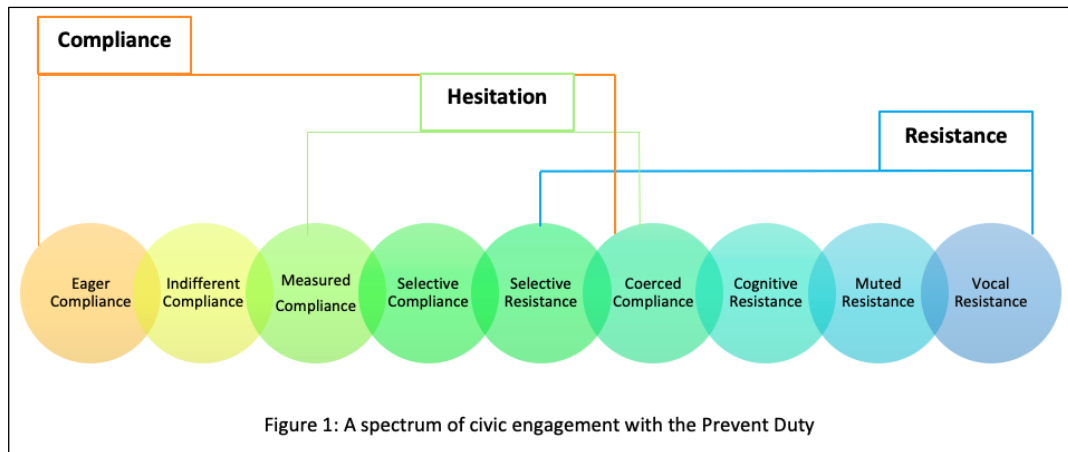 Compliance
Hesitation
Resistance
Eager
Compliance
Indifferent
Compliance
Measured
Compliance
Selective
Compliance
Selective
Resistance
Coerced
Compliance
Cognitive
Resistance
Muted
Resistance
Vocal
Resistance
Figure 1: A spectrum of civic engagement with the Prevent Duty